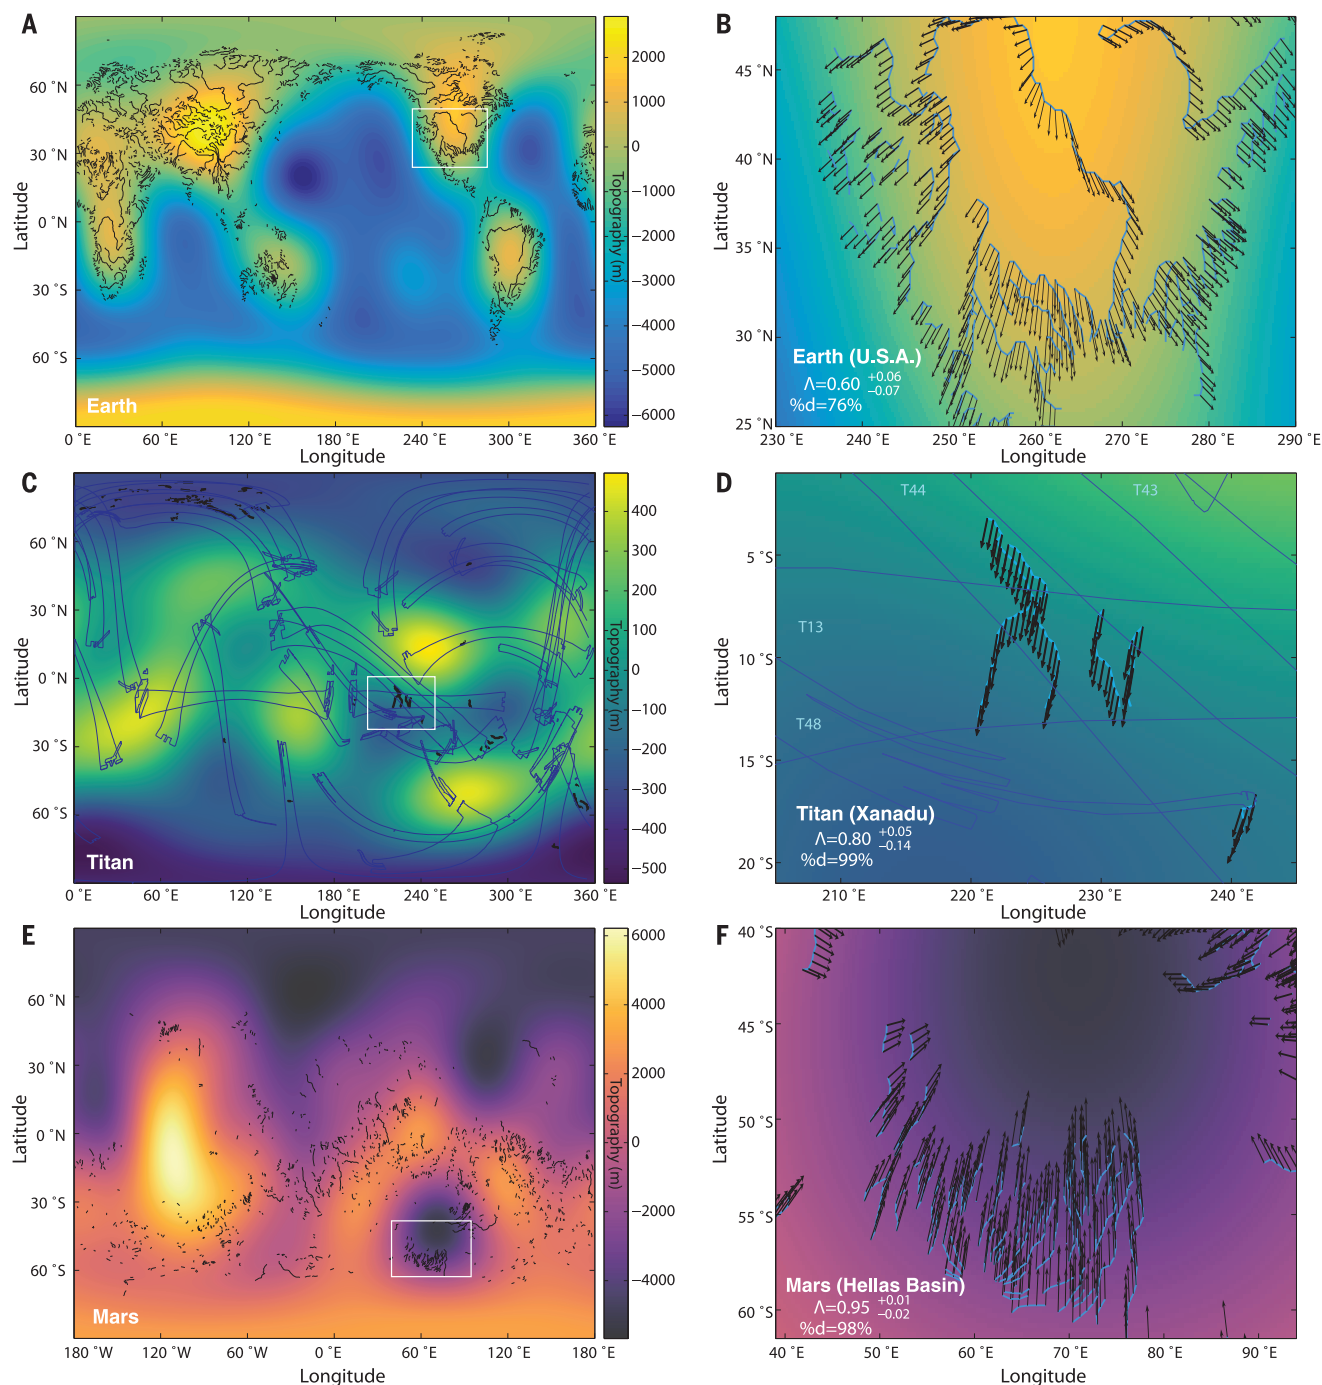 A
60 °N
30 °N
0 °N
30 °S
60 °S
Latitude
Earth
0 °E 60 °E 120 °E 180 °E 240 °E 300 °E 360 °E
Longitude
2000
1000
0
−1000
−2000
−3000
−4000
−5000
−6000
Topography (m)
B
45 °N
40 °N
35 °N
30 °N
25 °N
Latitude
Earth (U.S.A.)
Λ=0.60 +0.06 −0.07
%d=76%
230 °E 240 °E 250 °E 260 °E 270 °E 280 °E 290 °E
Longitude
C
60 °N
30 °N
0 °N
30 °S
60 °S
Latitude
Titan
0 °E 60 °E 120 °E 180 °E 240 °E 300 °E 360 °E
Longitude
400
300
200
100
0
−100
−200
−300
−400
−500
Topography (m)
D
T44
T43
T13
T48
5 °S
10 °S
15 °S
20 °S
Latitude
Titan (Xanadu)
Λ=0.80 +0.05 −0.14
%d=99%
210 °E 220 °E 230 °E 240 °E
Longitude
E
60 °N
30 °N
0 °N
30 °S
60 °S
Latitude
Mars
180 °W 120 °W 60 °W 0 °E 60 °E 120 °E 180 °E
Longitude
6000
4000
2000
0
−2000
−4000
Topography (m)
F
40 °S
45 °S
50 °S
55 °S
60 °S
Latitude
Mars (Hellas Basin)
Λ=0.95 +0.01 −0.02
%d=98%
40 °E 50 °E 60 °E 70 °E 80 °E 90 °E
Longitude